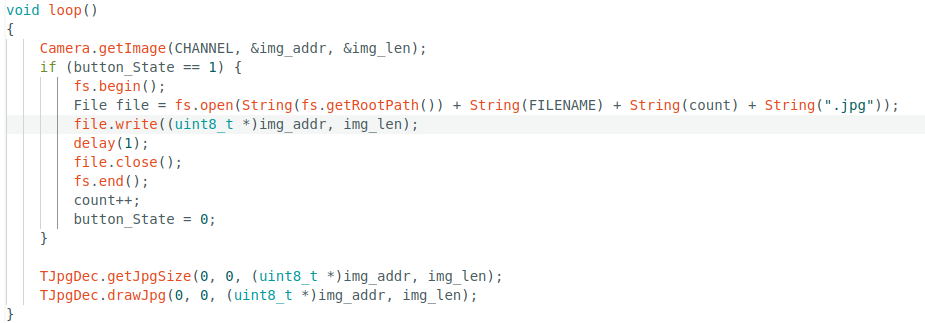 void loop()
{
    Camera.getImage(CHANNEL, &img_addr, &img_len);
    if (button_State == 1) {
        fs.begin();
        File file = fs.open(String(fs.getRootPath()) + String(FILENAME) + String(count) + String(".jpg"));
        file.write((uint8_t *)img_addr, img_len);
        delay(1);
        file.close();
        fs.end();
        count++;
        button_State = 0;
    }

    TJpgDec.getJpgSize(0, 0, (uint8_t *)img_addr, img_len);
    TJpgDec.drawJpg(0, 0, (uint8_t *)img_addr, img_len);
}